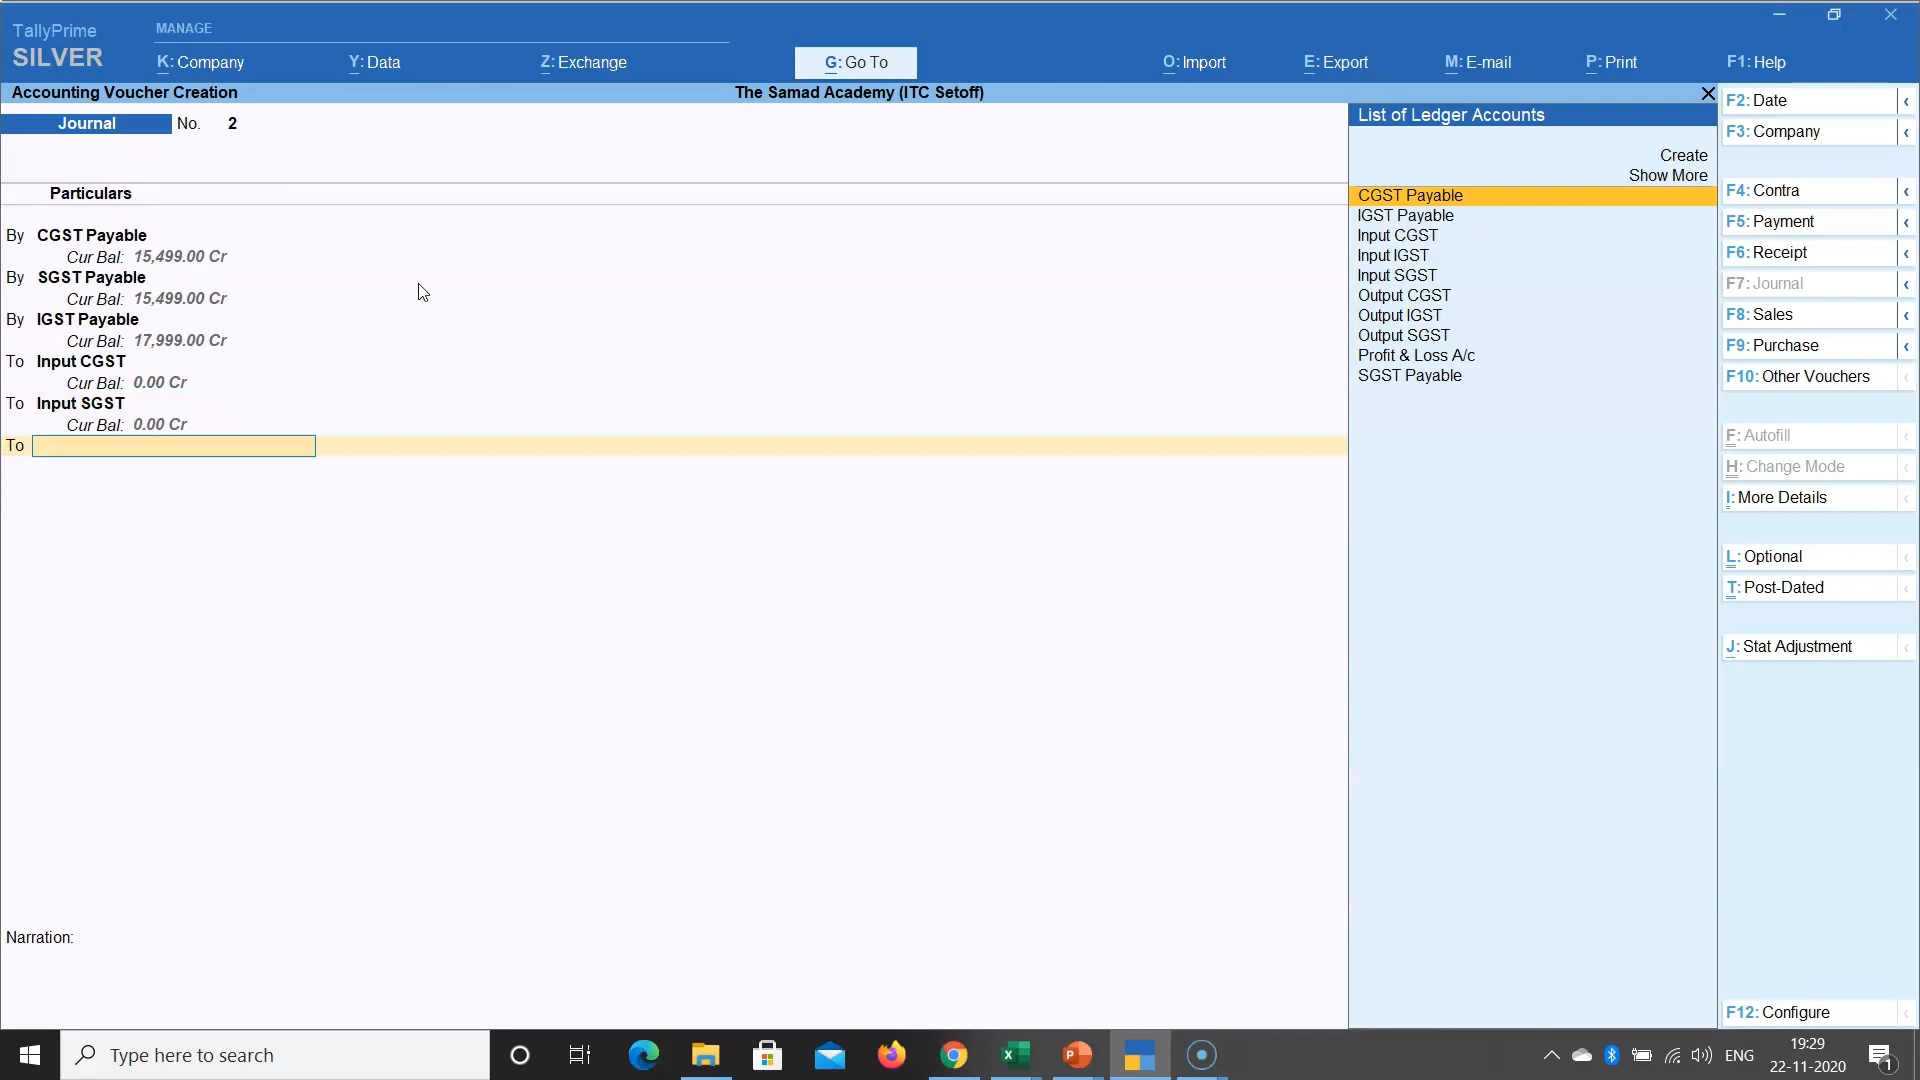 TallyPrime
SILVER
MANAGE
K: Company
Y: Data
Z: Exchange
G: Go To
O: Import
E: Export
M: E-mail
P: Print
F1: Help
Accounting Voucher Creation
The Samad Academy (ITC Setoff)
Journal No. 2
Particulars
By CGST Payable
Cur Bal: 15,499.00 Cr
By SGST Payable
Cur Bal: 15,499.00 Cr
By IGST Payable
Cur Bal: 17,999.00 Cr
To Input CGST
Cur Bal: 0.00 Cr
To Input SGST
Cur Bal: 0.00 Cr
To
Narration:
List of Ledger Accounts
Create
Show More
CGST Payable
IGST Payable
Input CGST
Input IGST
Input SGST
Output CGST
Output IGST
Output SGST
Profit & Loss A/c
SGST Payable
F2: Date
F3: Company
F4: Contra
F5: Payment
F6: Receipt
F7: Journal
F8: Sales
F9: Purchase
F10: Other Vouchers
F: Autofill
H: Change Mode
I: More Details
L: Optional
T: Post-Dated
J: Stat Adjustment
F12: Configure
Type here to search
ENG
19:29
22-11-2020
1